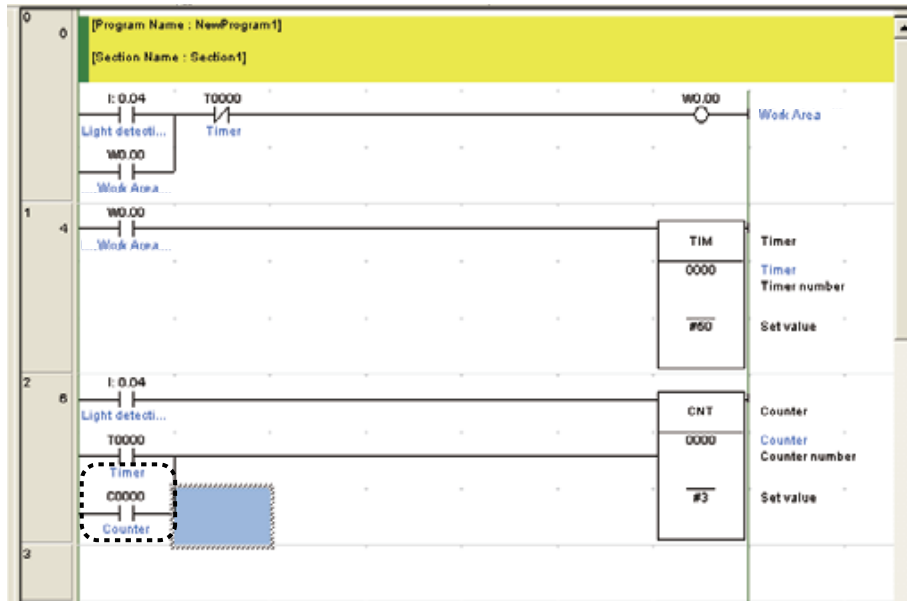 0
0
[Program Name : NewProgram1]
[Section Name : Section1]
I: 0.04 T0000 W0.00
Work Area
Light detecti... Timer
W0.00
Work Area
1
W0.00
4
Work Area
TIM Timer
0000 Timer
Timer number
#50 Set value
2
I: 0.04
6
Light detecti...
CNT Counter
T0000
0000 Counter
Timer
Counter number
C0000
#3 Set value
Counter
3